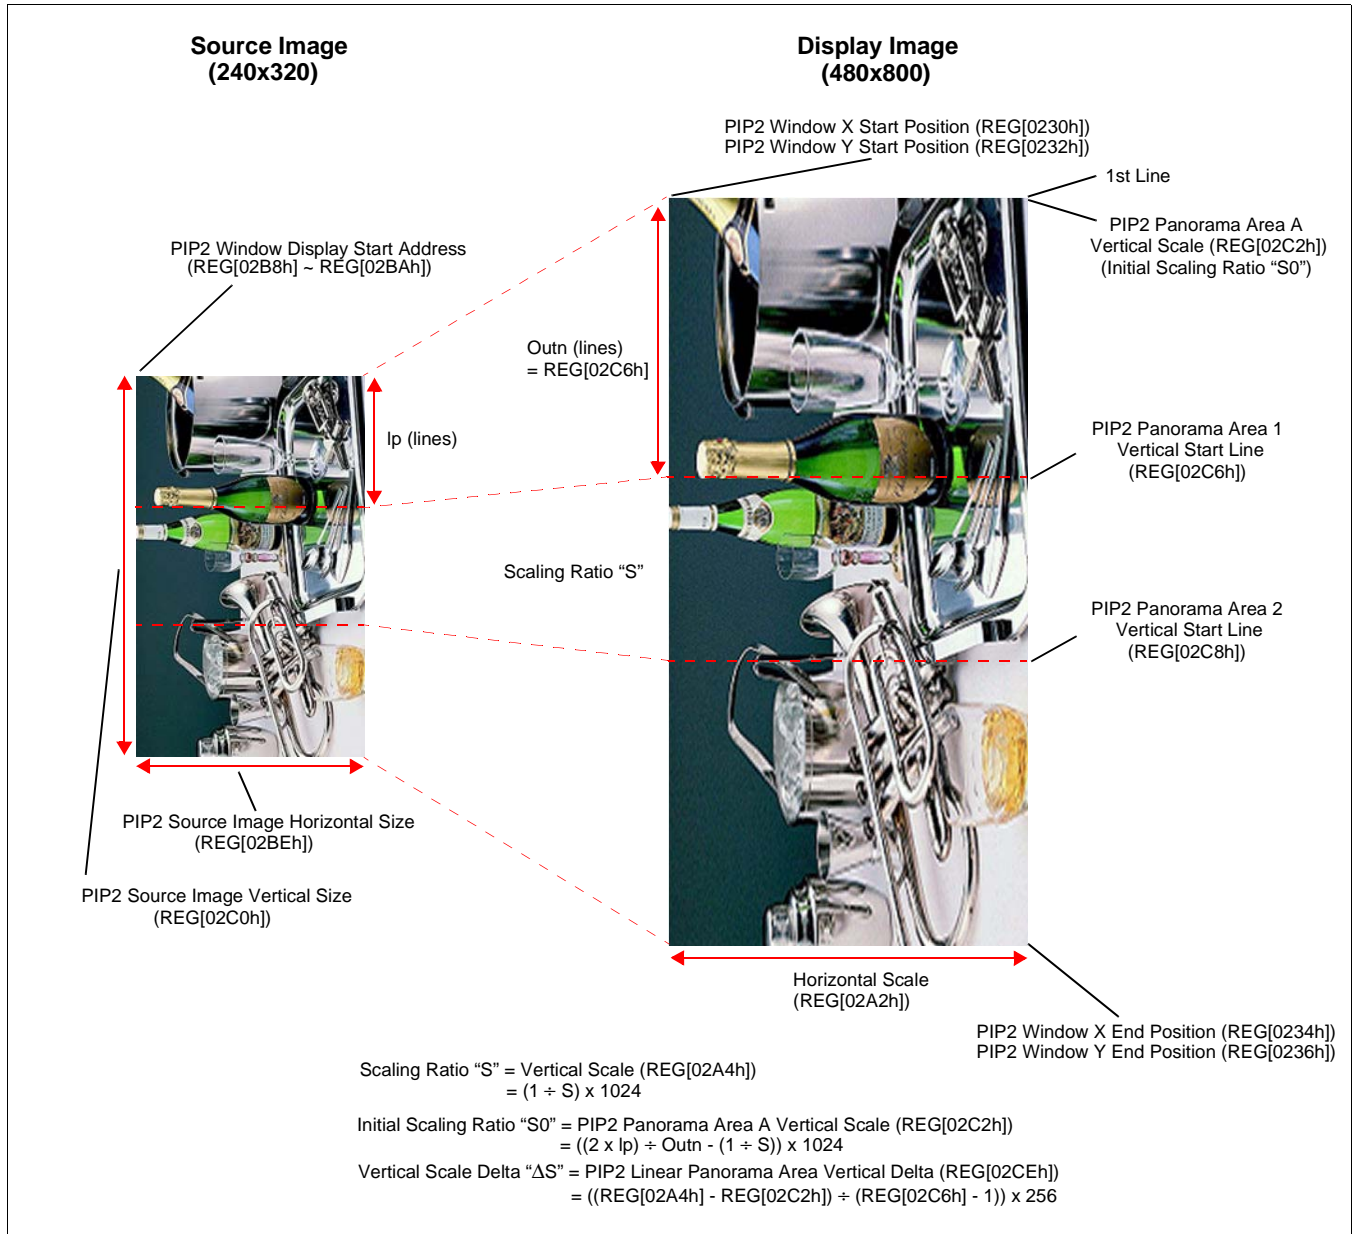 Source Image
(240x320)
Display Image
(480x800)
PIP2 Window X Start Position (REG[0230h])
PIP2 Window Y Start Position (REG[0232h])
1st Line
PIP2 Panorama Area A
Vertical Scale (REG[02C2h])
(Initial Scaling Ratio “S0”)
PIP2 Window Display Start Address
(REG[02B8h] ~ REG[02BAh])
Outn (lines)
= REG[02C6h]
Ip (lines)
PIP2 Panorama Area 1
Vertical Start Line
(REG[02C6h])
Scaling Ratio “S”
PIP2 Panorama Area 2
Vertical Start Line
(REG[02C8h])
PIP2 Source Image Horizontal Size
(REG[02BEh])
PIP2 Source Image Vertical Size
(REG[02C0h])
Horizontal Scale
(REG[02A2h])
PIP2 Window X End Position (REG[0234h])
PIP2 Window Y End Position (REG[0236h])
Scaling Ratio “S” = Vertical Scale (REG[02A4h])
= (1 ÷ S) x 1024
Initial Scaling Ratio “S0” = PIP2 Panorama Area A Vertical Scale (REG[02C2h])
= ((2 x Ip) ÷ Outn - (1 ÷ S)) x 1024
Vertical Scale Delta “ΔS” = PIP2 Linear Panorama Area Vertical Delta (REG[02CEh])
= ((REG[02A4h] - REG[02C2h]) ÷ (REG[02C6h] - 1)) x 256